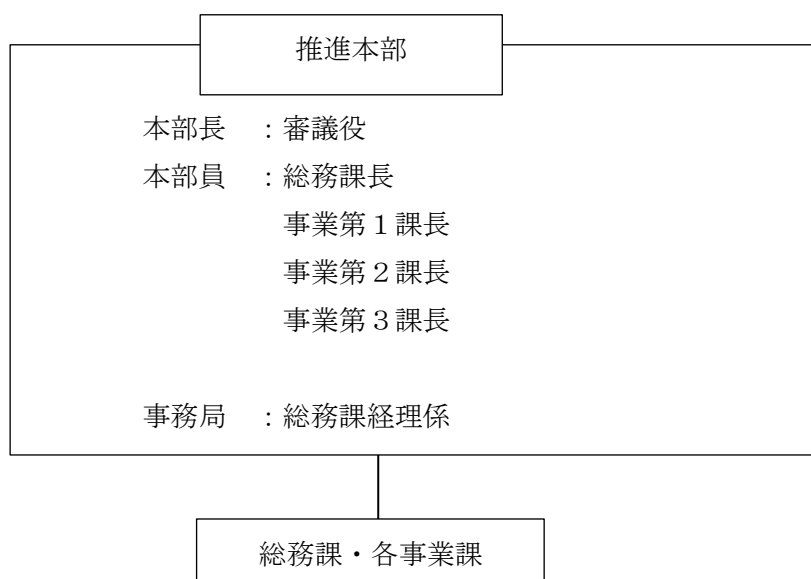 推進本部
本部長　：審議役
本部員　：総務課長
事業第１課長
事業第２課長
事業第３課長
事務局　：総務課経理係
総務課・各事業課